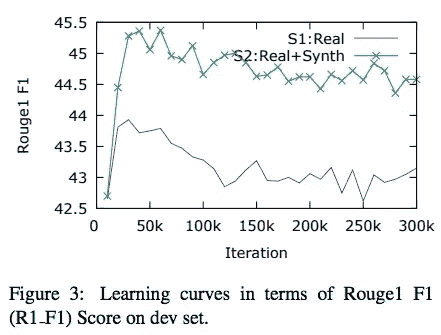 45.5
45
44.5
44
43.5
43
42.5
Rouge1 F1
S1:Real
S2:Real+Synth
0 50k 100k 150k 200k 250k 300k
Iteration
Figure 3: Learning curves in terms of Rouge1 F1
(R1_F1) Score on dev set.